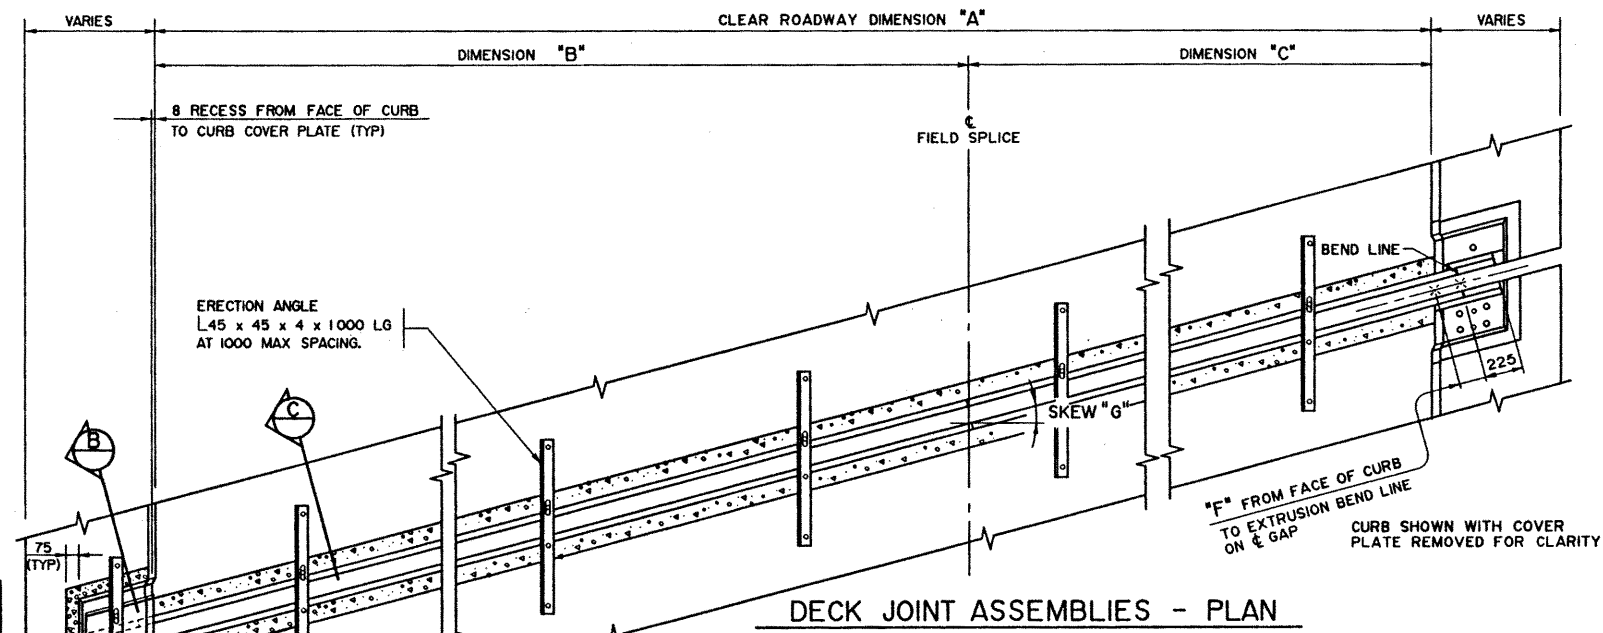 VARIES
CLEAR ROADWAY DIMENSION "A"
VARIES
DIMENSION "B"
DIMENSION "C"
8 RECESS FROM FACE OF CURB
TO CURB COVER PLATE (TYP)
℄
FIELD SPLICE
BEND LINE
ERECTION ANGLE
L45 x 45 x 4 x 1000 LG
AT 1000 MAX SPACING.
225
C
SKEW "G"
B
"F" FROM FACE OF CURB
TO EXTRUSION BEND LINE
ON ℄ GAP
CURB SHOWN WITH COVER
PLATE REMOVED FOR CLARITY
75
(TYP)
DECK JOINT ASSEMBLIES - PLAN